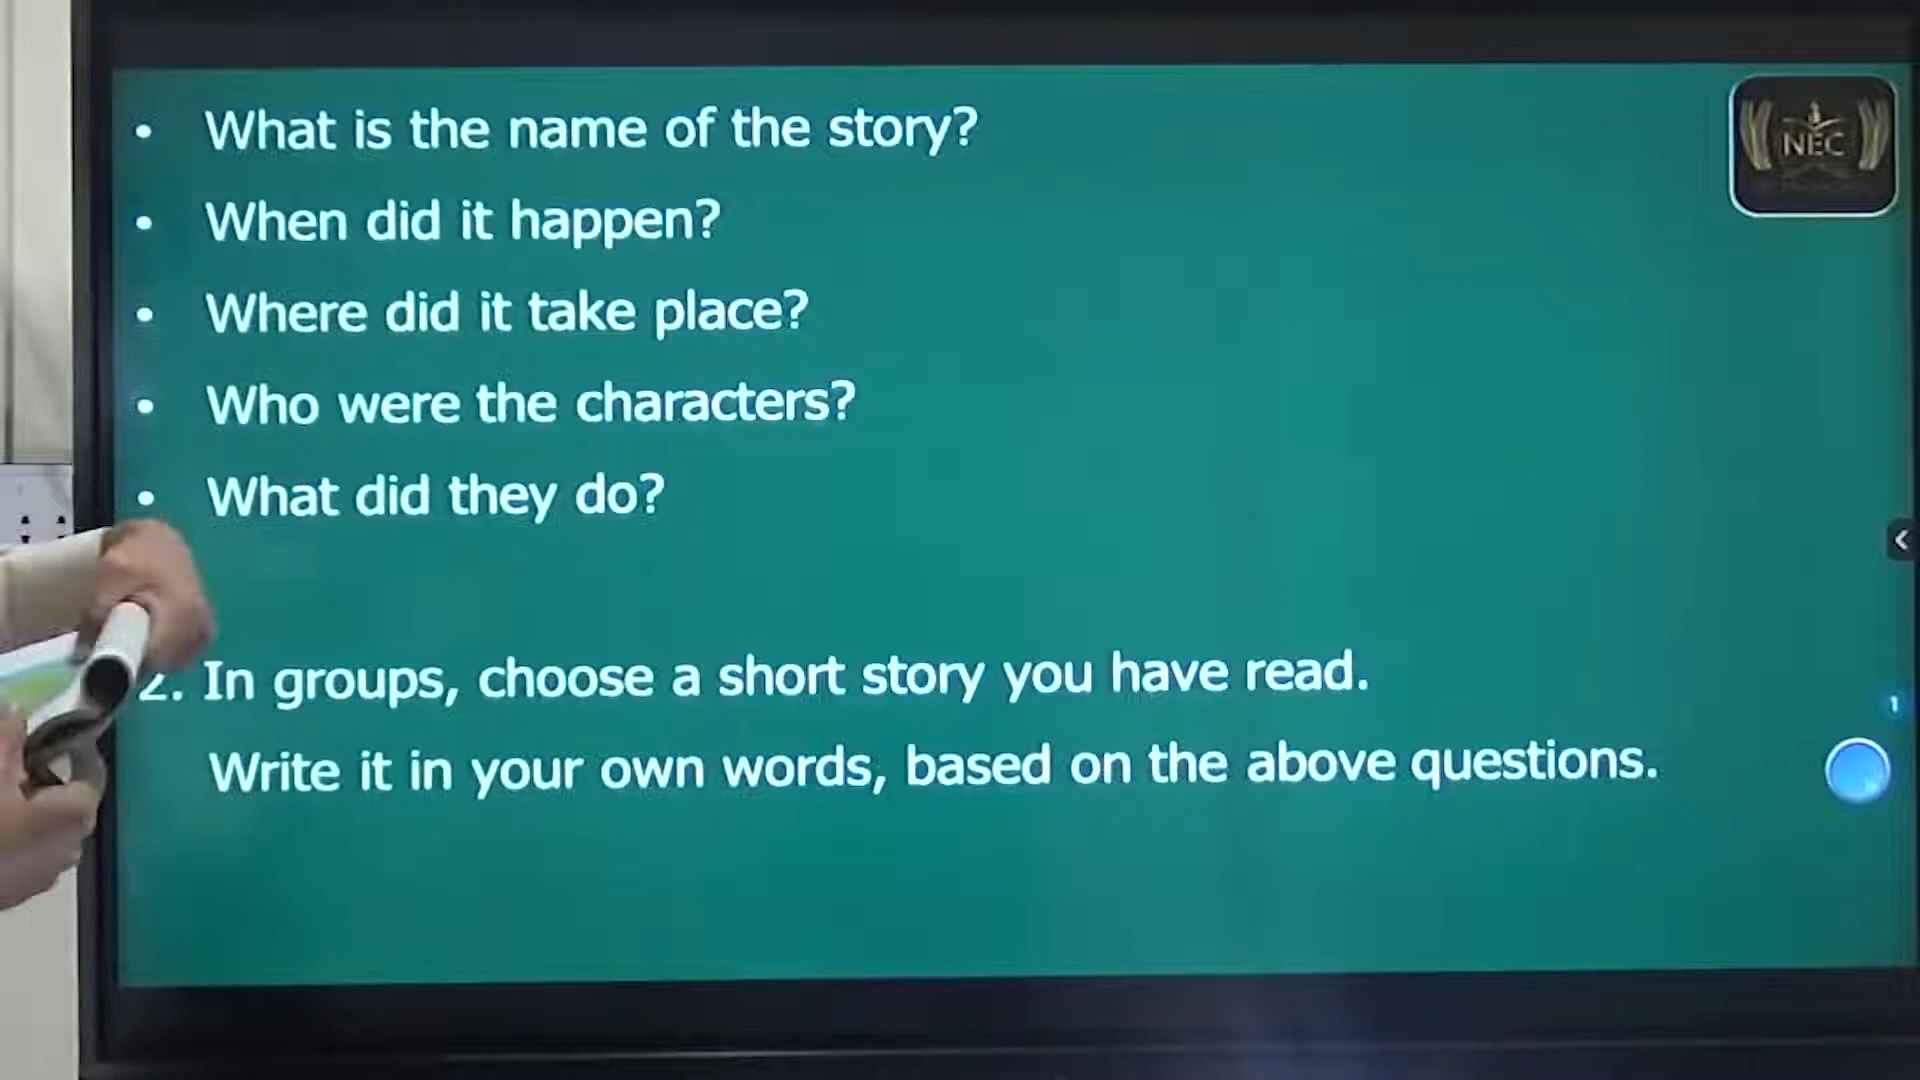 • What is the name of the story?
NEC
• When did it happen?
• Where did it take place?
• Who were the characters?
• What did they do?
2. In groups, choose a short story you have read.
1
Write it in your own words, based on the above questions.